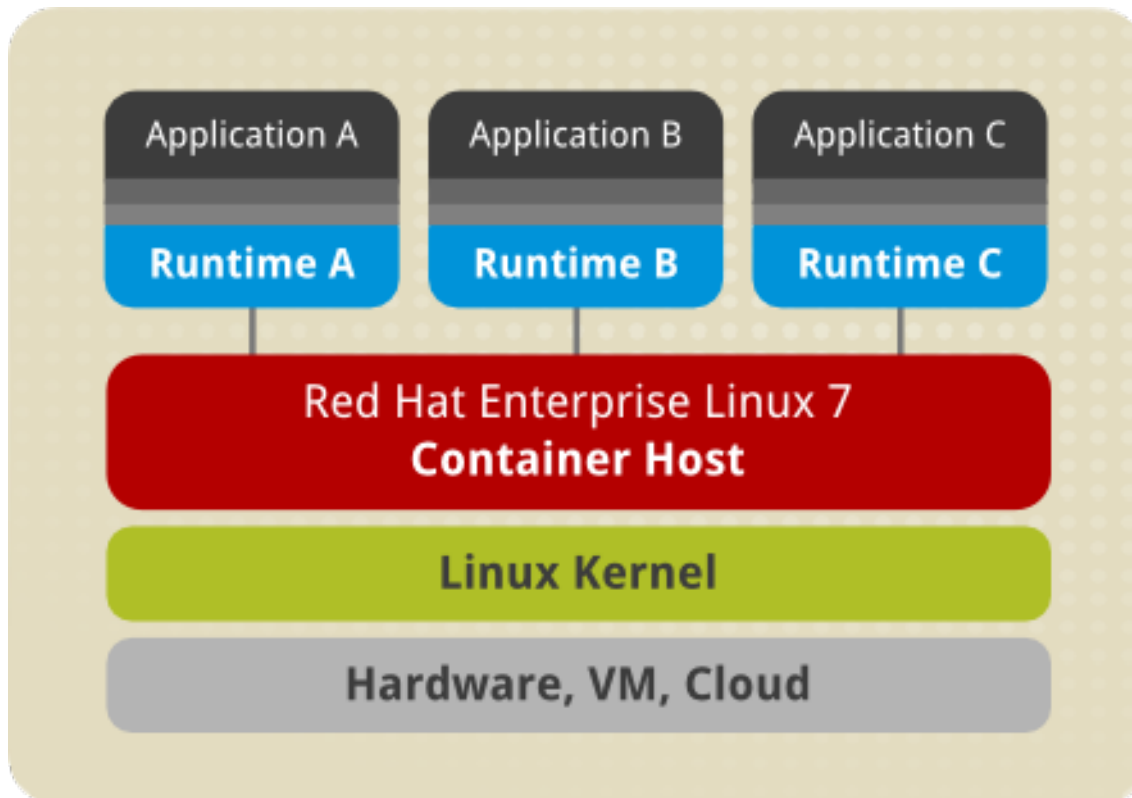 Application A
Application B
Application C
Runtime A
Runtime B
Runtime C
Red Hat Enterprise Linux 7
Container Host
Linux Kernel
Hardware, VM, Cloud